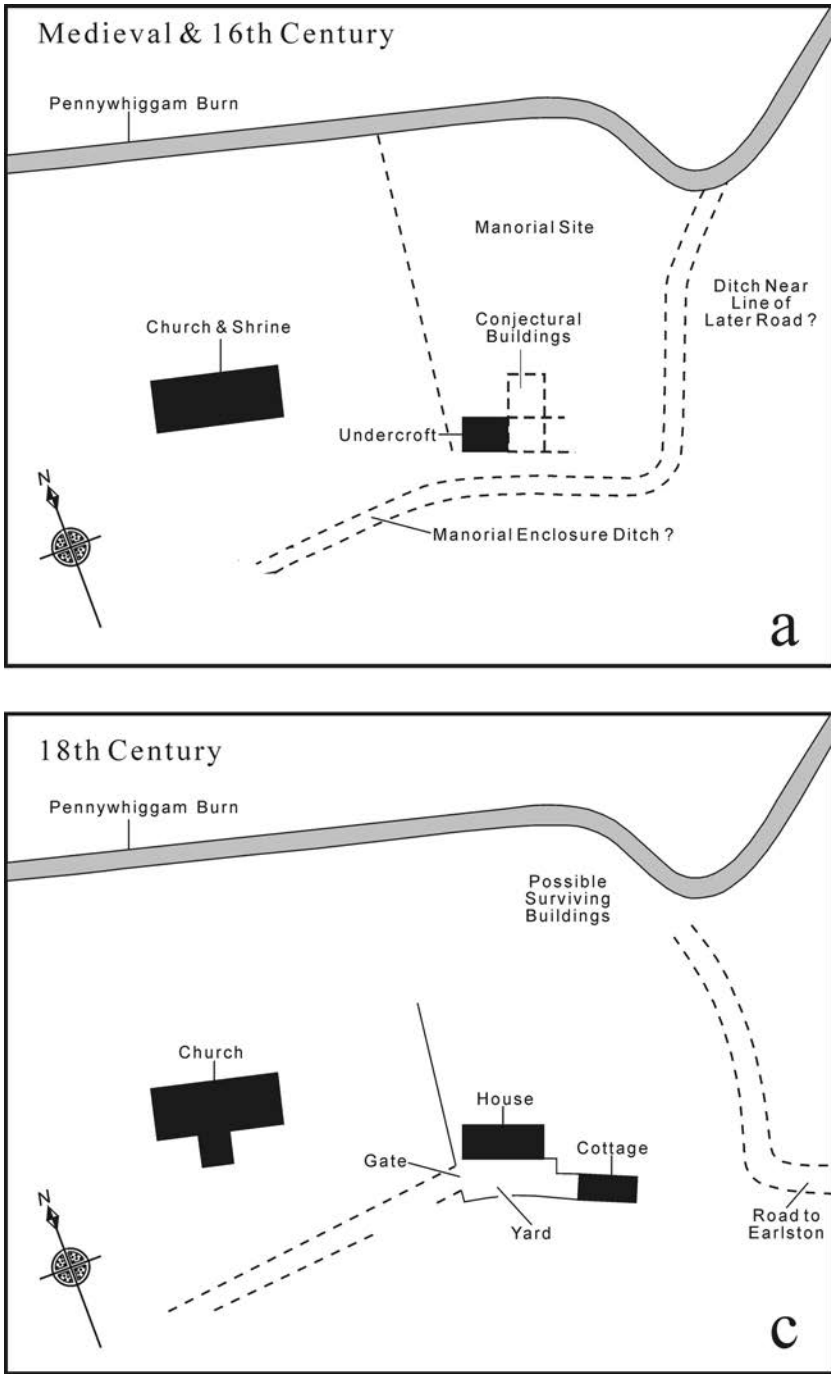 Medieval & 16th Century
Pennywhiggam Burn
Manorial Site
Ditch Near
Line of
Later Road ?
Church & Shrine
Conjectural
Buildings
Undercroft
N
Manorial Enclosure Ditch ?
a
18th Century
Pennywhiggam Burn
Possible
Surviving
Buildings
Church
House
Cottage
Gate
Yard
N
Road to
Earlston
c